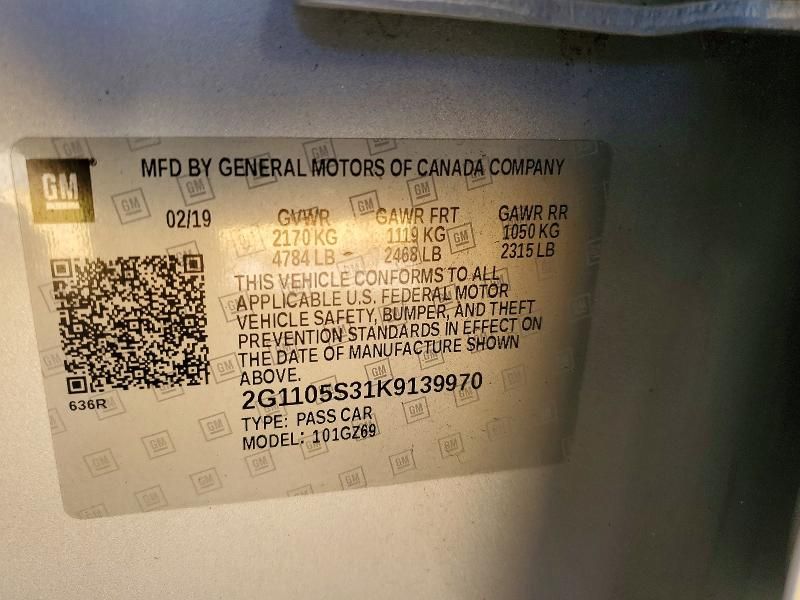 GM
MFD BY GENERAL MOTORS OF CANADA COMPANY
02/19 GVWR GAWR FRT GAWR RR
2170 KG 1119 KG 1050 KG
4784 LB 2468 LB 2315 LB
THIS VEHICLE CONFORMS TO ALL
APPLICABLE U.S. FEDERAL MOTOR
VEHICLE SAFETY, BUMPER, AND THEFT
PREVENTION STANDARDS IN EFFECT ON
THE DATE OF MANUFACTURE SHOWN
ABOVE.
636R
2G1105S31K9139970
TYPE: PASS CAR
MODEL: 101GZ69